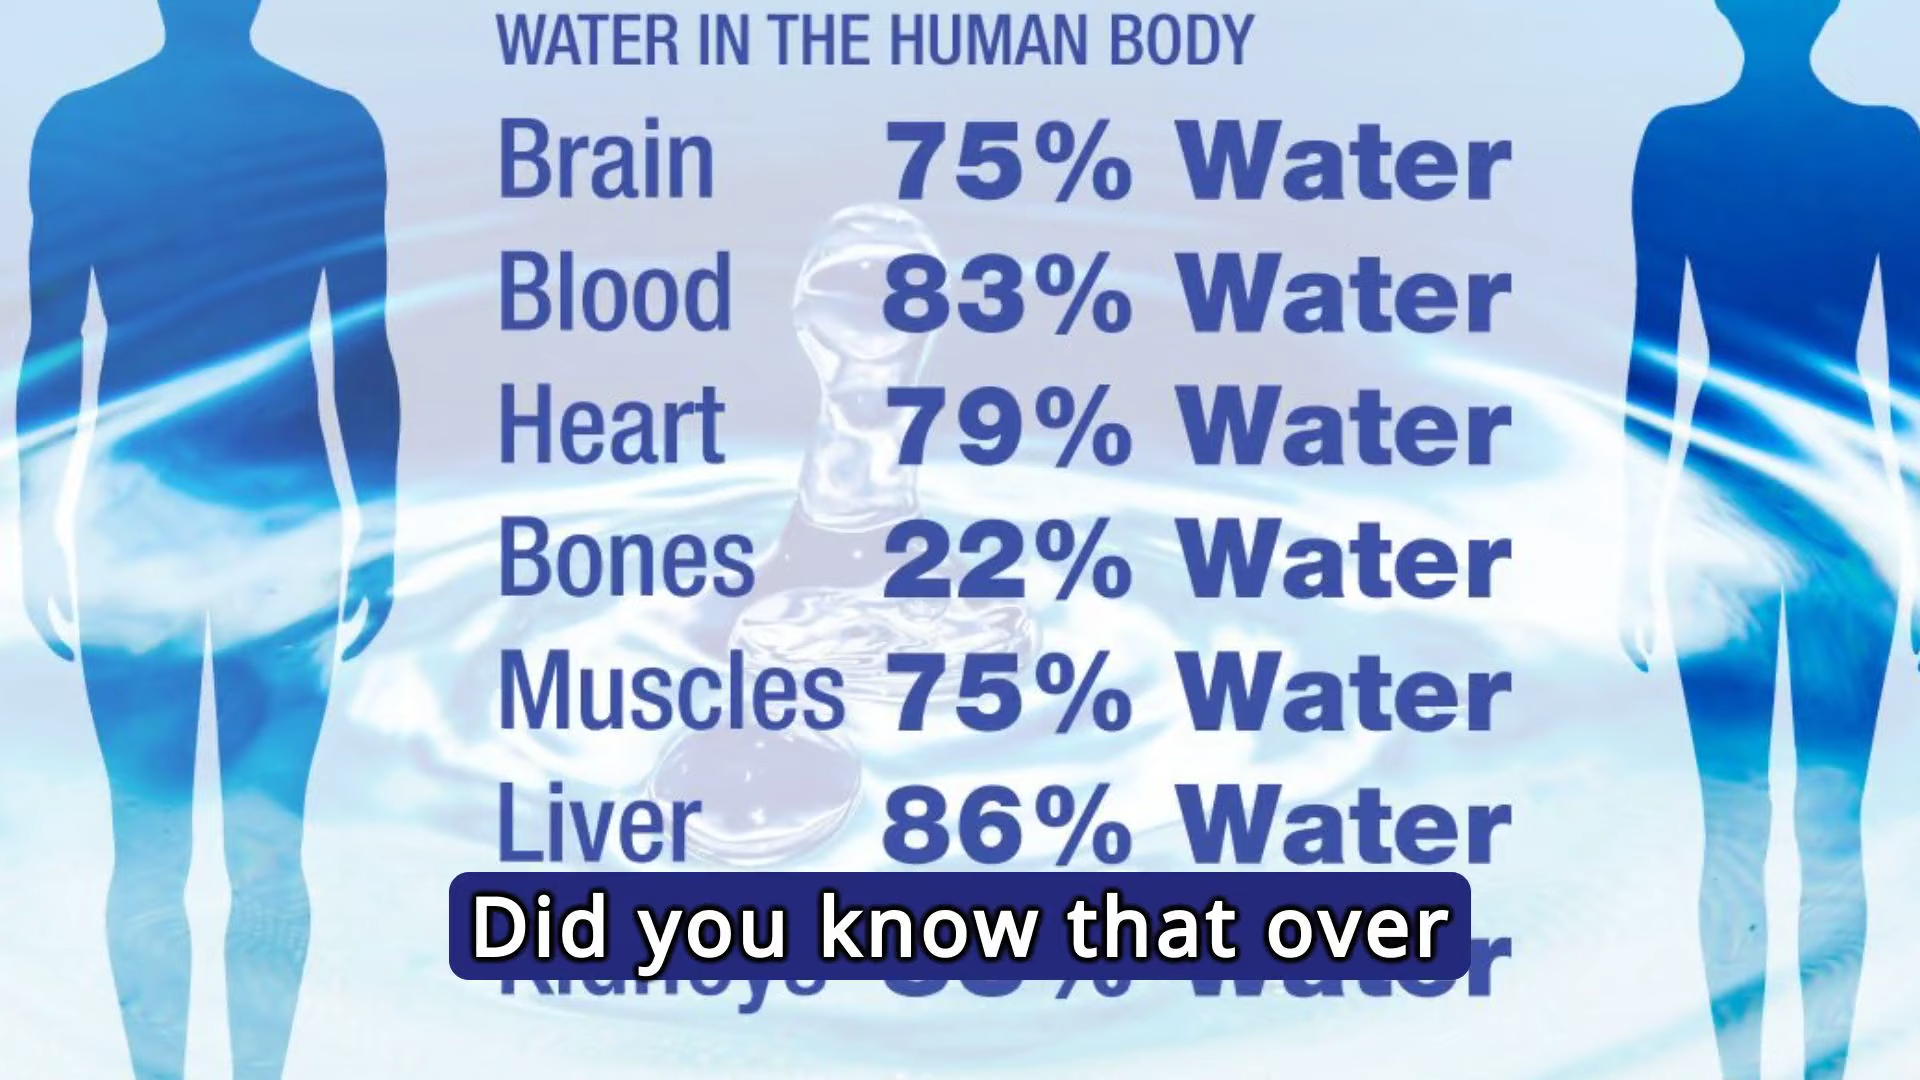 WATER IN THE HUMAN BODY
Brain 75% Water
Blood 83% Water
Heart 79% Water
Bones 22% Water
Muscles 75% Water
Liver 86% Water
Did you know that over
Kidneys